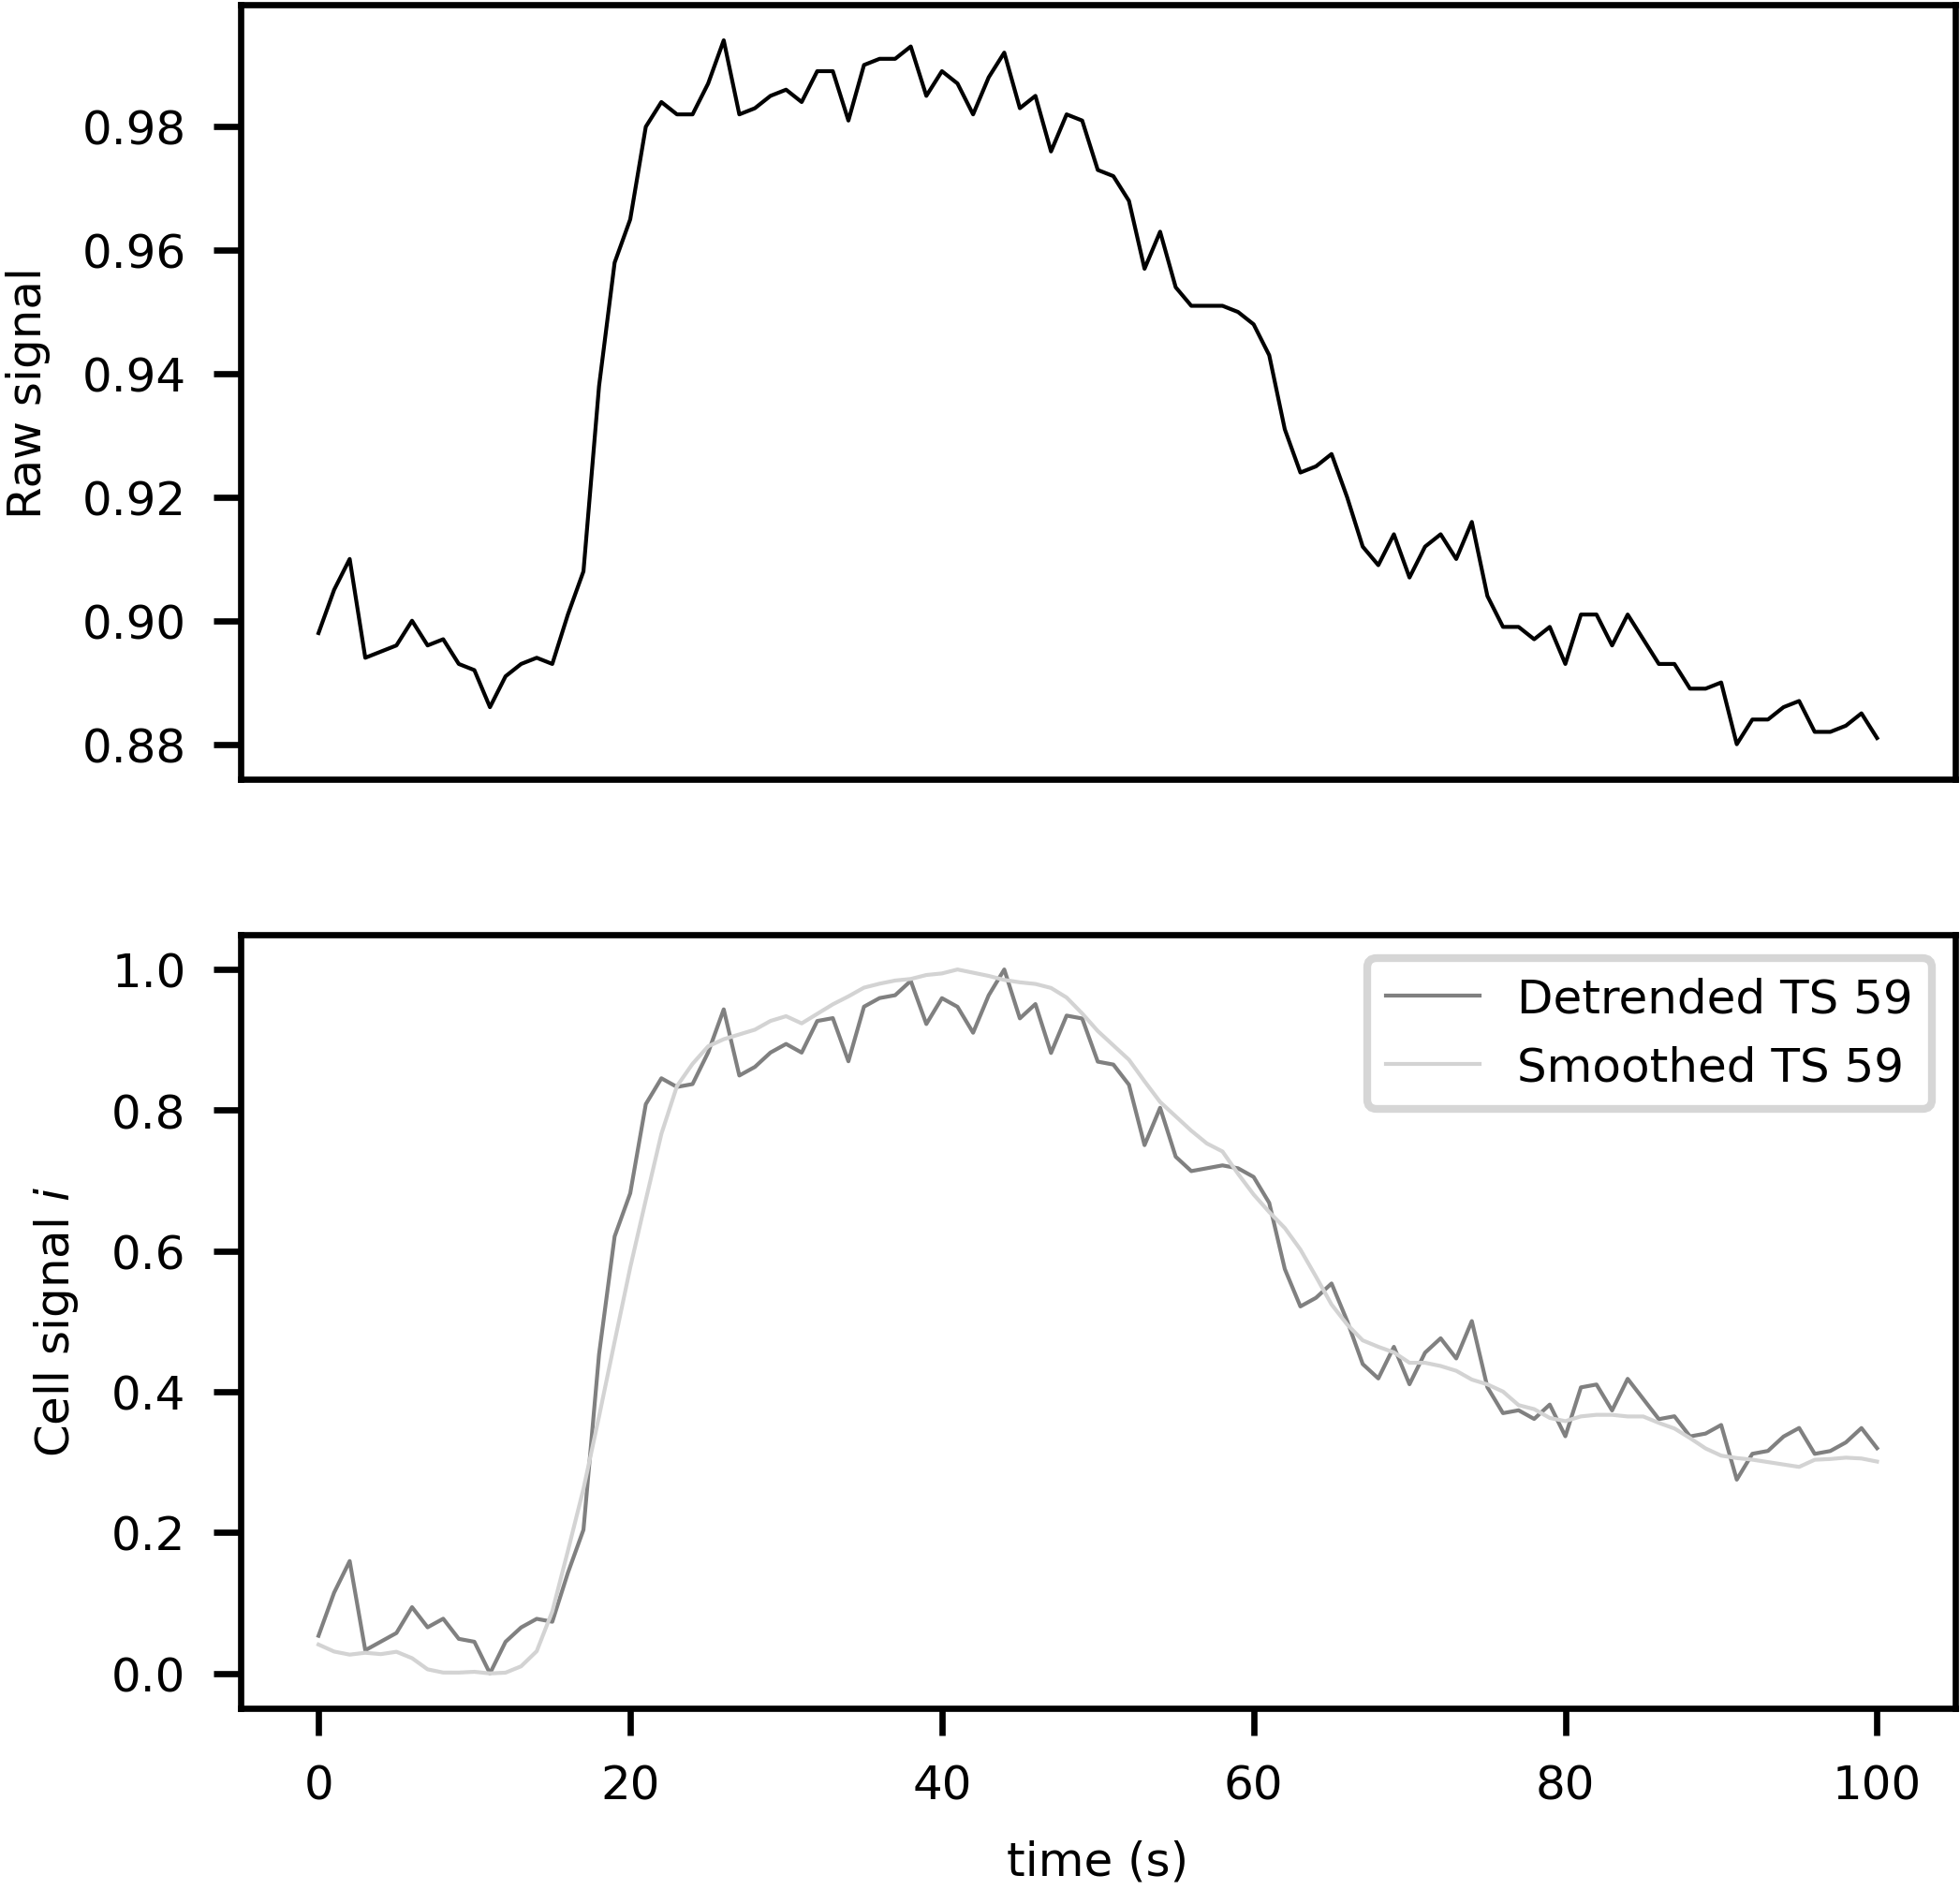 Raw signal
0.98
0.96
0.94
0.92
0.90
0.88
Cell signal i
1.0
0.8
0.6
0.4
0.2
0.0
Detrended TS 59
Smoothed TS 59
0 20 40 60 80 100
time (s)